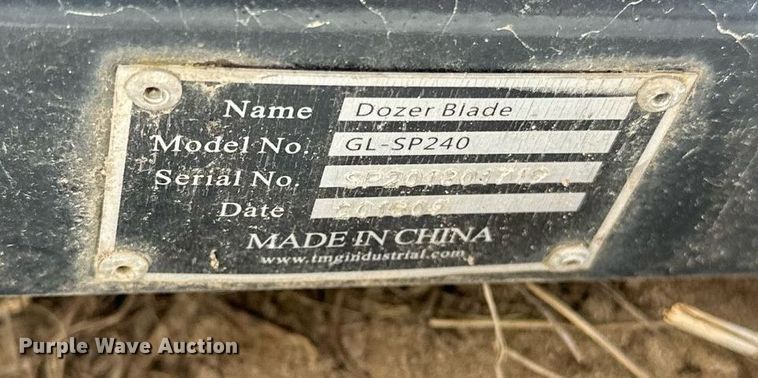 Name Dozer Blade
Model No. GL-SP240
Serial No.
Date
MADE IN CHINA
www.tmgindustrial.com
Purple Wave Auction